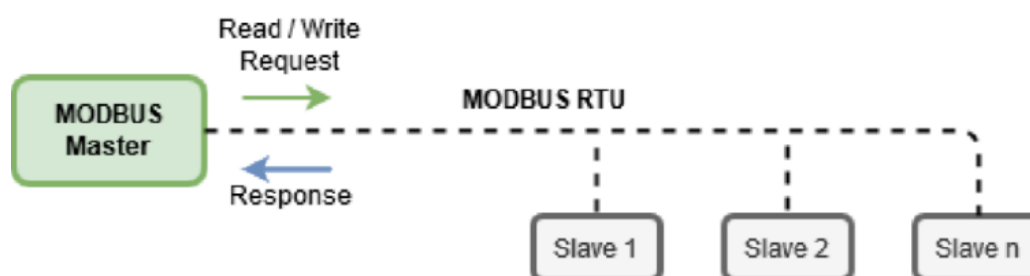 Read / Write
Request
MODBUS
Master
MODBUS RTU
Response
Slave 1
Slave 2
Slave n